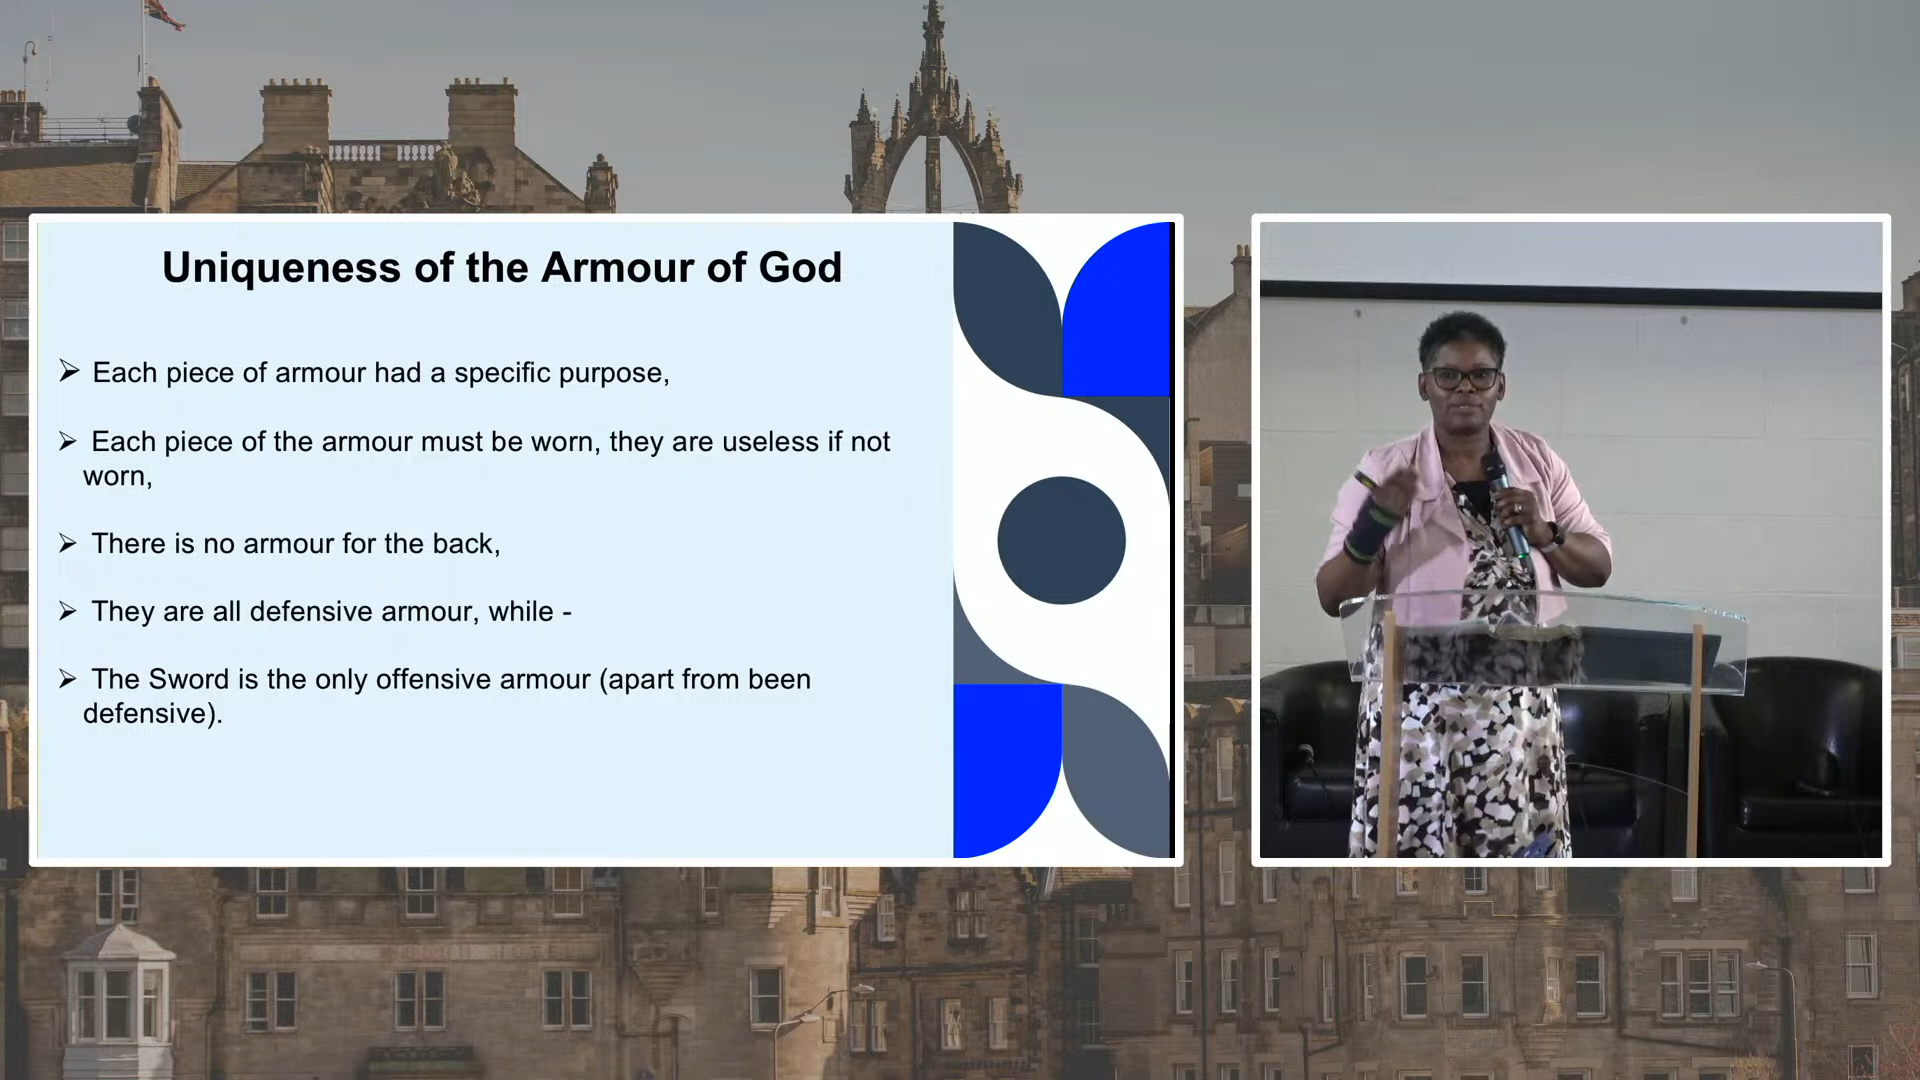 Uniqueness of the Armour of God
➢ Each piece of armour had a specific purpose,
➢ Each piece of the armour must be worn, they are useless if not
worn,
➢ There is no armour for the back,
➢ They are all defensive armour, while -
➢ The Sword is the only offensive armour (apart from been
defensive).